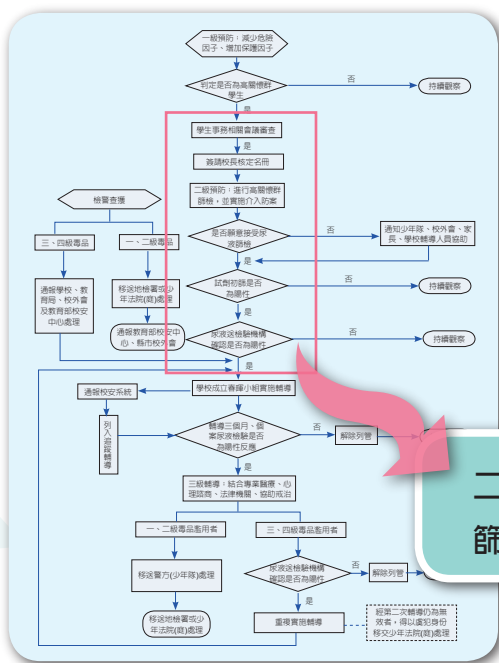 一級預防：減少危險
因子、增加保護因子
判定是否為高關懷群
學生
否
持續觀察
是
學生事務相關會議審查
是
簽請校長核定名冊
二級預防：進行高關懷群
篩檢，並實施介入防案
是否願意接受尿
液篩檢
否
通知少年隊、校外會、家
長、學校輔導人員協助
是
試劑初篩是否
為陽性
否
持續觀察
是
尿液送檢驗機構
確認是否為陽性
否
持續觀察
是
檢警查獲
三、四級毒品
一、二級毒品
通報學校、教
育局、校外會
及教育部校安
中心處理
移送地檢署或少
年法院(庭)處理
通報教育部校安中
心、縣市校外會
學校成立春暉小組實施輔導
通報校安系統
列入追蹤輔導
輔導三個月、個
案尿液檢驗是否
為陽性反應
否
解除列管
是
三級輔導：結合專業醫療、心
理諮商、法律機關、協助戒治
一、二級毒品濫用者
三、四級毒品濫用者
移送警方(少年隊)處理
移送地檢署或少
年法院(庭)處理
尿液送檢驗機構
確認是否為陽性
否
解除列管
是
重複實施輔導
經第二次輔導仍為無
效者，得以虞犯身份
移交少年法院(庭)處理
二
篩